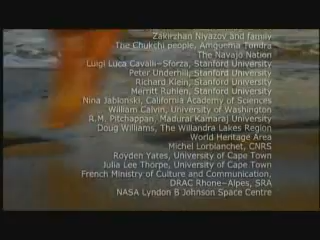 Zakirzhan Niyazov and family
The Chukchi people, Amguema Tundra
The Navajo Nation
Luigi Luca Cavalli-Sforza, Stanford University
Peter Underhill, Stanford University
Richard Klein, Stanford University
Merritt Ruhlen, Stanford University
Nina Jablonski, California Academy of Sciences
William Calvin, University of Washington
R.M. Pitchappan, Madurai Kamaraj University
Doug Williams, The Willandra Lakes Region
World Heritage Area
Michel Lorblanchet, CNRS
Royden Yates, University of Cape Town
Julia Lee Thorpe, University of Cape Town
French Ministry of Culture and Communication,
DRAC Rhone-Alpes, SRA
NASA Lyndon B Johnson Space Centre